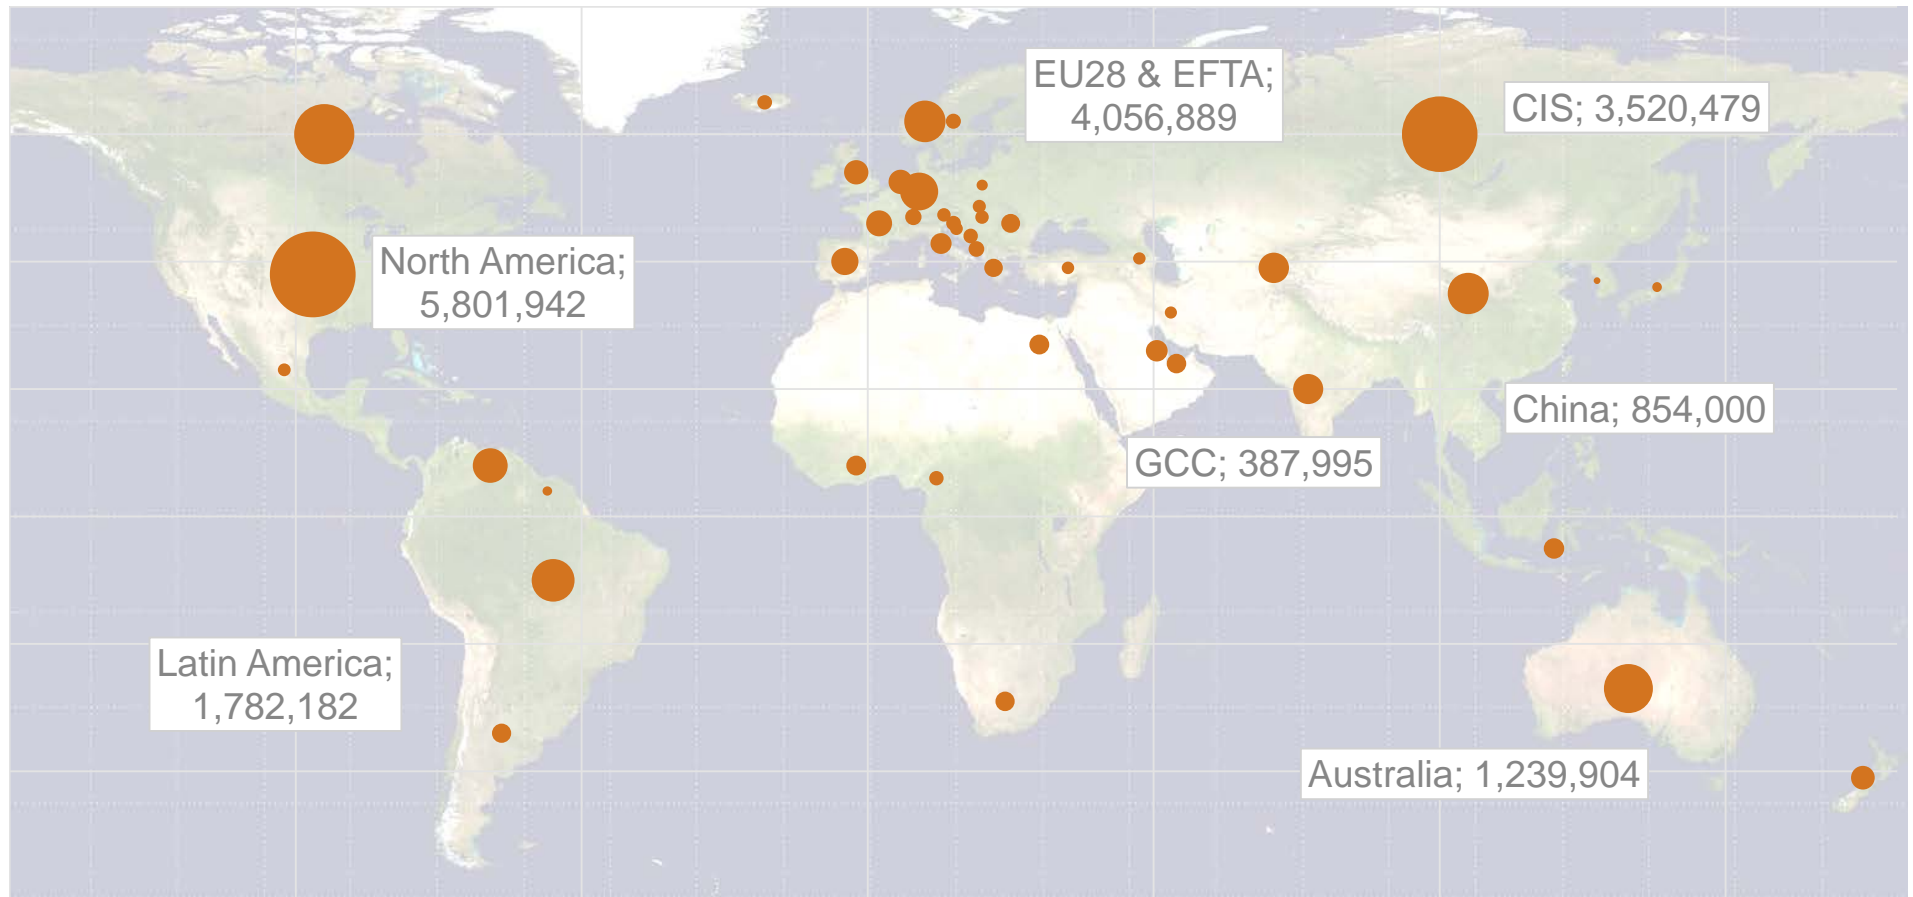 EU28 & EFTA;
4,056,889
CIS; 3,520,479
North America;
5,801,942
China; 854,000
GCC; 387,995
Latin America;
1,782,182
Australia; 1,239,904